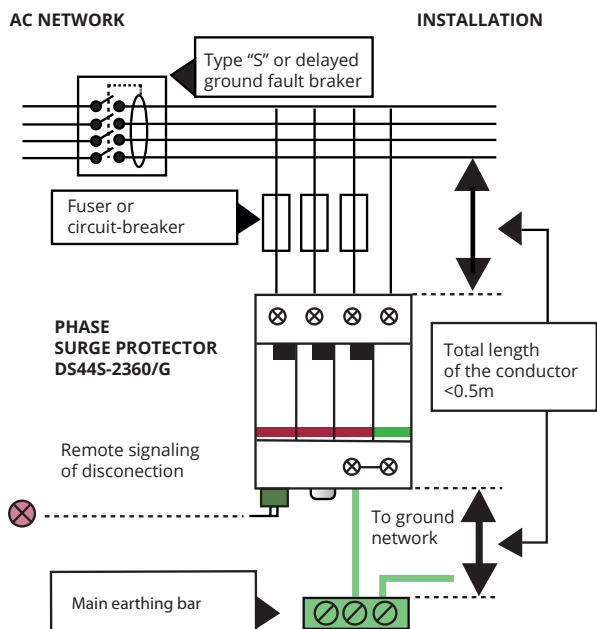 AC NETWORK
INSTALLATION
Type “S” or delayed
ground fault braker
Fuser or
circuit-breaker
PHASE
SURGE PROTECTOR
DS44S-2360/G
Total length
of the conductor
<0.5m
Remote signaling
of disconection
To ground
network
Main earthing bar